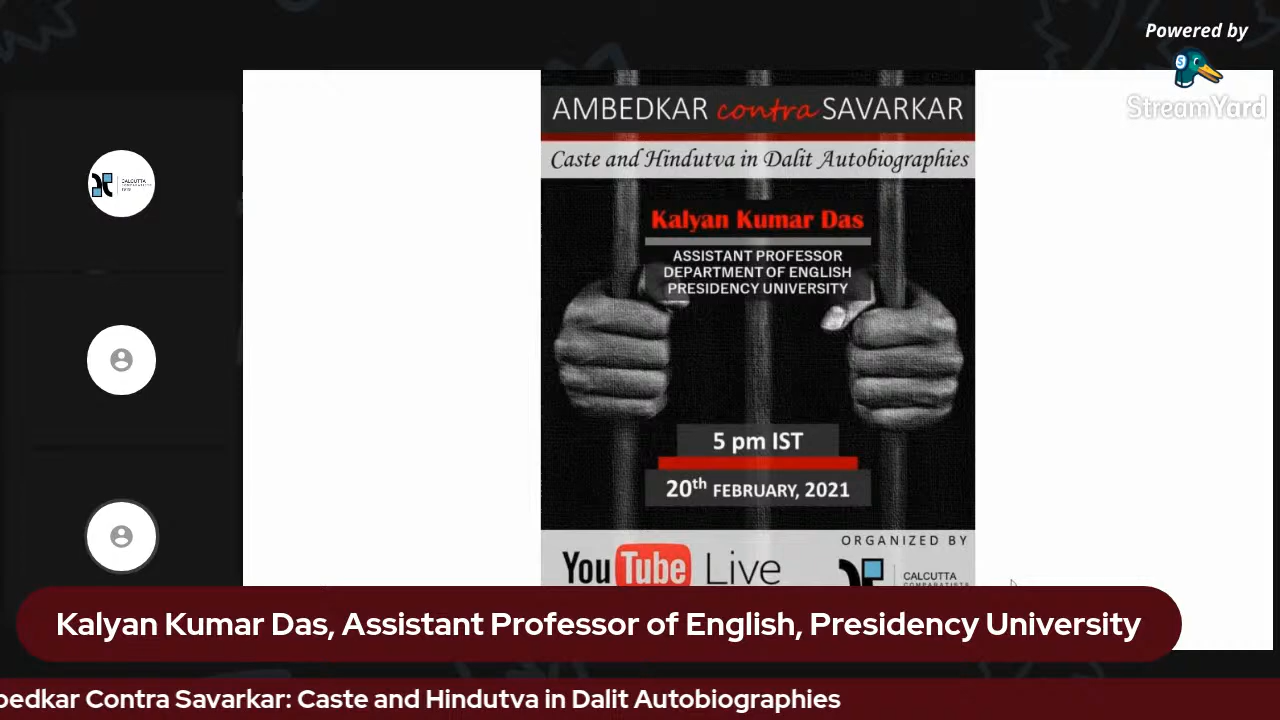 Powered by
StreamYard
AMBEDKAR contra SAVARKAR
Caste and Hindutva in Dalit Autobiographies
Kalyan Kumar Das
ASSISTANT PROFESSOR
DEPARTMENT OF ENGLISH
PRESIDENCY UNIVERSITY
CALCUTTA
5 pm IST
20th FEBRUARY, 2021
ORGANIZED BY
YouTube Live
CALCUTTA
Kalyan Kumar Das, Assistant Professor of English, Presidency University
bedkar Contra Savarkar: Caste and Hindutva in Dalit Autobiographies